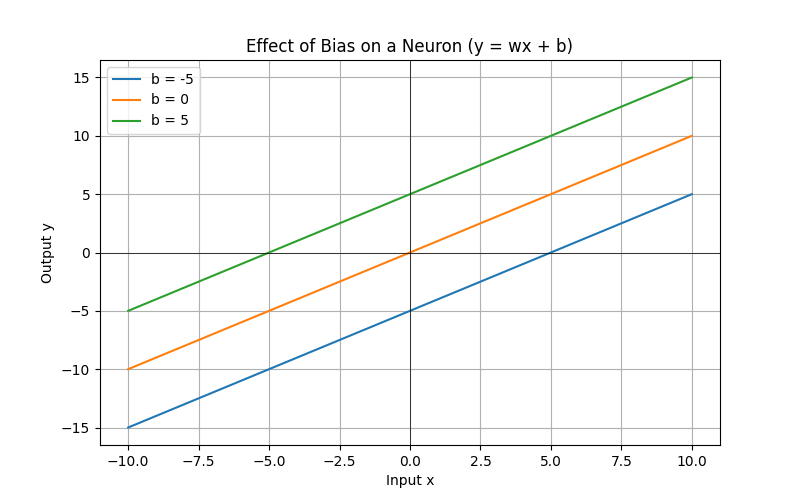 Effect of Bias on a Neuron (y = wx + b)
b = -5
b = 0
b = 5
Output y
15
10
5
0
−5
−10
−15
−10.0 −7.5 −5.0 −2.5 0.0 2.5 5.0 7.5 10.0
Input x